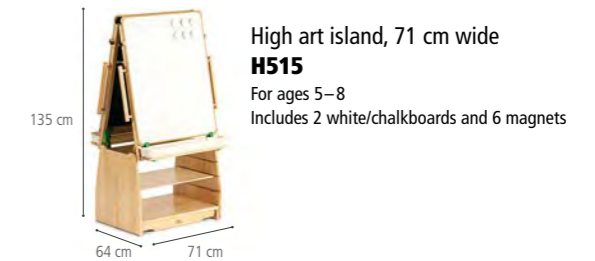 High art island, 71 cm wide
H515
For ages 5–8
Includes 2 white/chalkboards and 6 magnets
135 cm
64 cm
71 cm